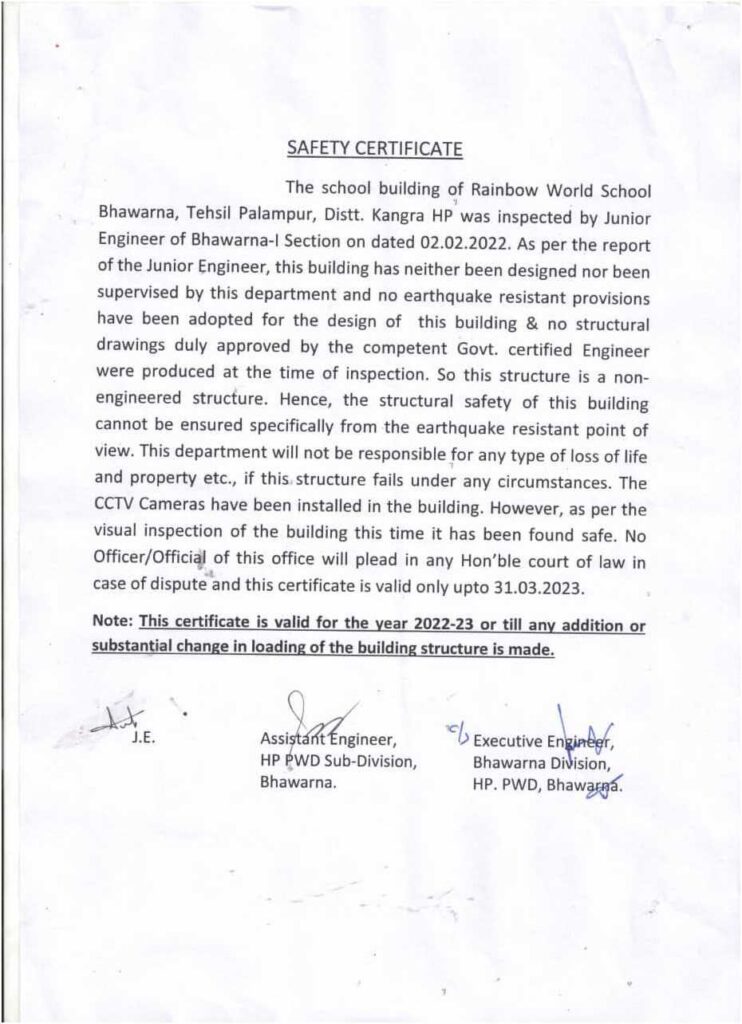 SAFETY CERTIFICATE
The school building of Rainbow World School
Bhawarna, Tehsil Palampur, Distt. Kangra HP was inspected by Junior
Engineer of Bhawarna-I Section on dated 02.02.2022. As per the report
of the Junior Engineer, this building has neither been designed nor been
supervised by this department and no earthquake resistant provisions
have been adopted for the design of this building & no structural
drawings duly approved by the competent Govt. certified Engineer
were produced at the time of inspection. So this structure is a non-
engineered structure. Hence, the structural safety of this building
cannot be ensured specifically from the earthquake resistant point of
view. This department will not be responsible for any type of loss of life
and property etc., if this structure fails under any circumstances. The
CCTV Cameras have been installed in the building. However, as per the
visual inspection of the building this time it has been found safe. No
Officer/Official of this office will plead in any Hon'ble court of law in
case of dispute and this certificate is valid only upto 31.03.2023.
Note: This certificate is valid for the year 2022-23 or till any addition or
substantial change in loading of the building structure is made.
J.E.
Assistant Engineer,
HP PWD Sub-Division,
Bhawarna.
Executive Engineer,
Bhawarna Division,
HP. PWD, Bhawarna.